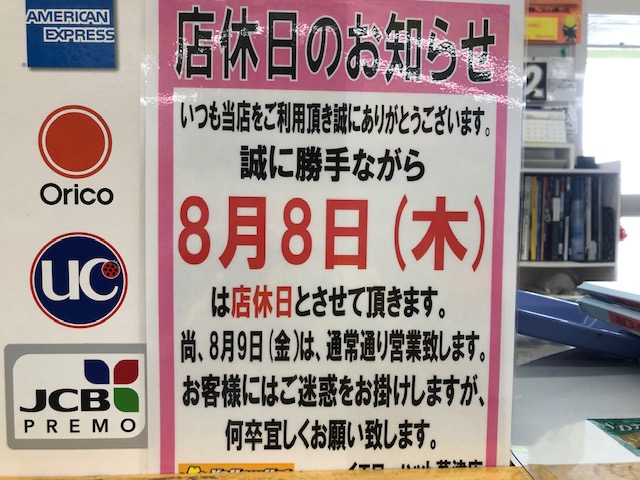 AMERICAN
EXPRESS
Orico
UC
JCB
PREMO
店休日のお知らせ
いつも当店をご利用頂き誠にありがとうございます。
誠に勝手ながら
8月8日(木)
は店休日とさせて頂きます。
尚、8月9日(金)は、通常通り営業致します。
お客様にはご迷惑をお掛けしますが、
何卒宜しくお願い致します。